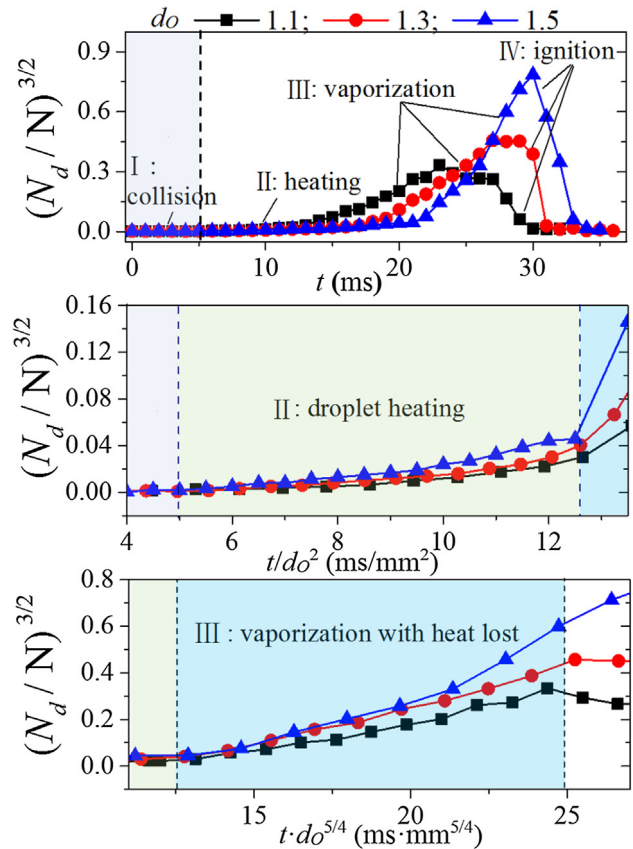 dO 1.1; 1.3; 1.5
(Nd / N) 3/2
0.9
0.6
0.3
0.0
IV: ignition
III: vaporization
I :
collision
II: heating
0 10 20 30
t (ms)
(Nd / N) 3/2
0.16
0.12
0.08
0.04
0.00
II : droplet heating
4 6 8 10 12
t/dO2 (ms/mm2)
(Nd / N) 3/2
0.8
0.6
0.4
0.2
0.0
III : vaporization with heat lost
15 20 25
t·dO5/4 (ms·mm5/4)